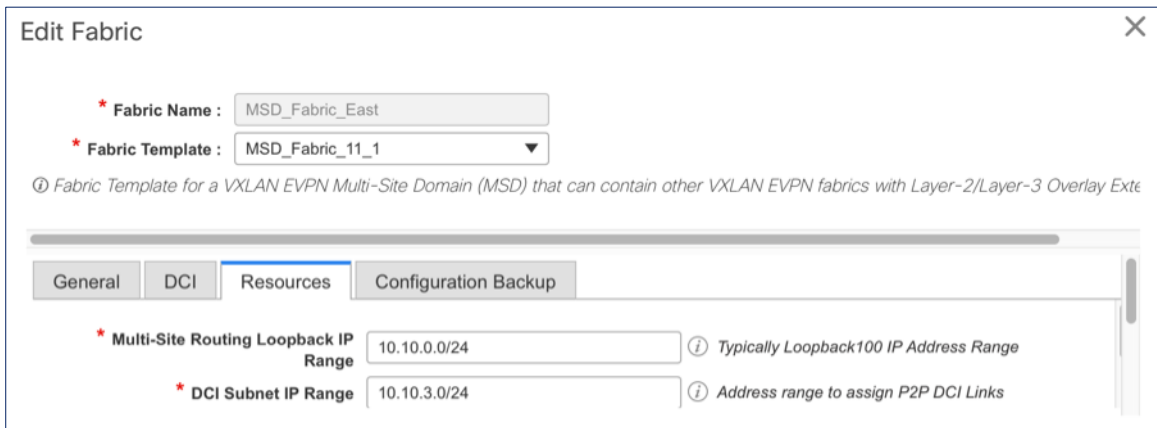 Edit Fabric
* Fabric Name : MSD_Fabric_East
* Fabric Template : MSD_Fabric_11_1
Fabric Template for a VXLAN EVPN Multi-Site Domain (MSD) that can contain other VXLAN EVPN fabrics with Layer-2/Layer-3 Overlay Exte
General DCI Resources Configuration Backup
* Multi-Site Routing Loopback IP
Range 10.10.0.0/24 Typically Loopback100 IP Address Range
* DCI Subnet IP Range 10.10.3.0/24 Address range to assign P2P DCI Links